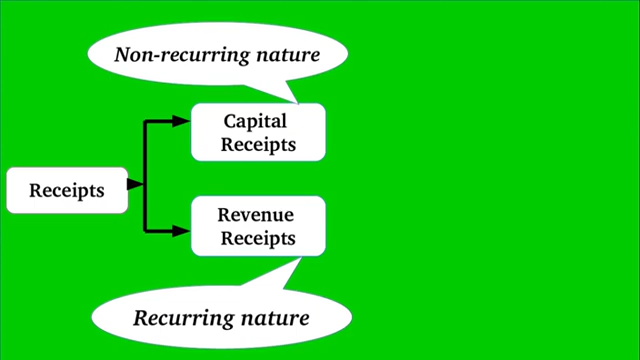 Non-recurring nature
Capital
Receipts
Receipts
Revenue
Receipts
Recurring nature